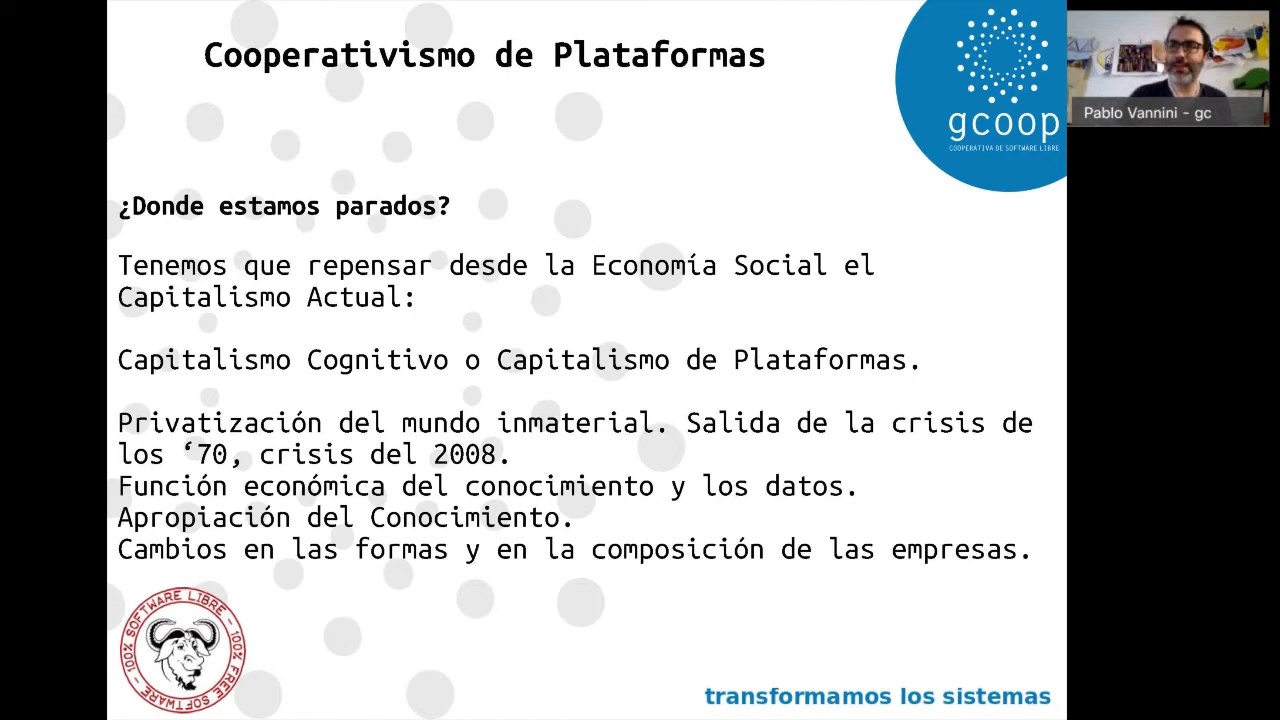 Cooperativismo de Plataformas
gcoop
COOPERATIVA DE SOFTWARE LIBRE
Pablo Vannini - gc
¿Donde estamos parados?
Tenemos que repensar desde la Economía Social el
Capitalismo Actual:
Capitalismo Cognitivo o Capitalismo de Plataformas.
Privatización del mundo inmaterial. Salida de la crisis de
los ‘70, crisis del 2008.
Función económica del conocimiento y los datos.
Apropiación del Conocimiento.
Cambios en las formas y en la composición de las empresas.
100% SOFTWARE LIBRE - 100% FREE SOFTWARE -
transformamos los sistemas